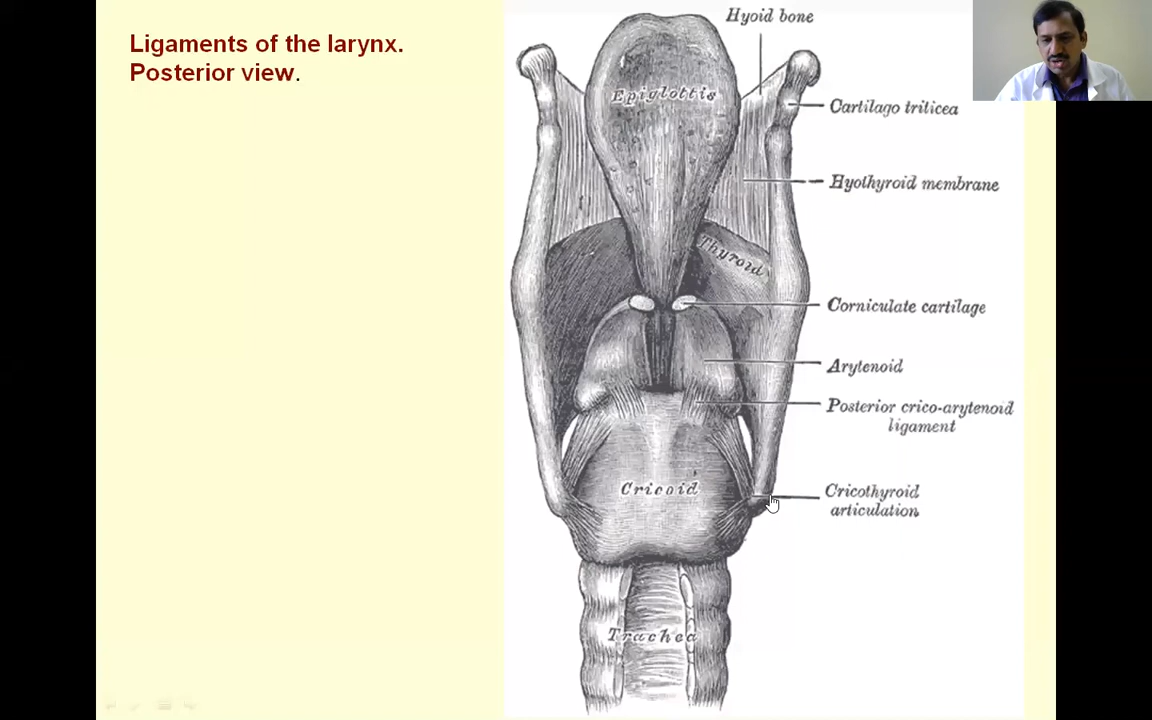 Ligaments of the larynx.
Posterior view.
Hyoid bone
Epiglottis
Cartilago triticea
Hyothyroid membrane
Thyroid
Corniculate cartilage
Arytenoid
Posterior crico-arytenoid
ligament
Cricoid
Cricothyroid
articulation
Trachea